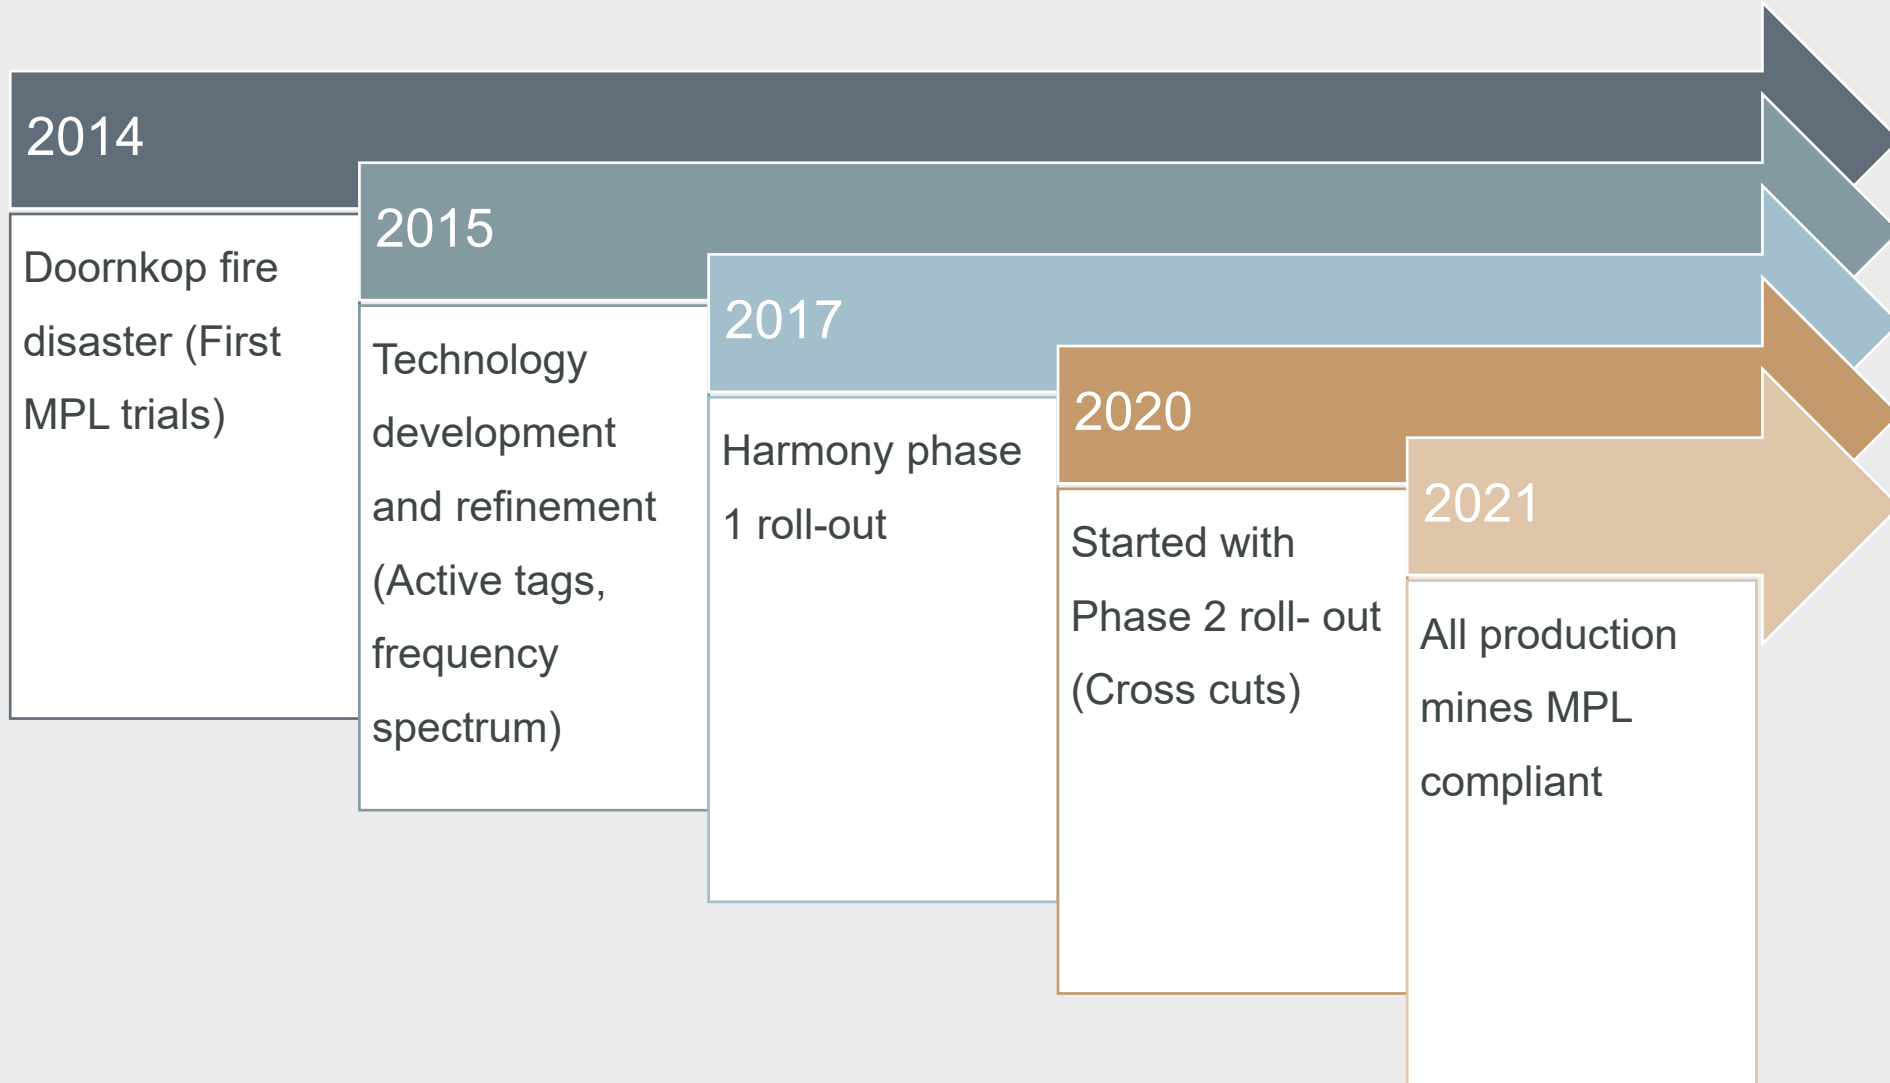 2014
Doornkop fire
disaster (First
MPL trials)
2015
Technology
development
and refinement
(Active tags,
frequency
spectrum)
2017
Harmony phase
1 roll-out
2020
Started with
Phase 2 roll- out
(Cross cuts)
2021
All production
mines MPL
compliant